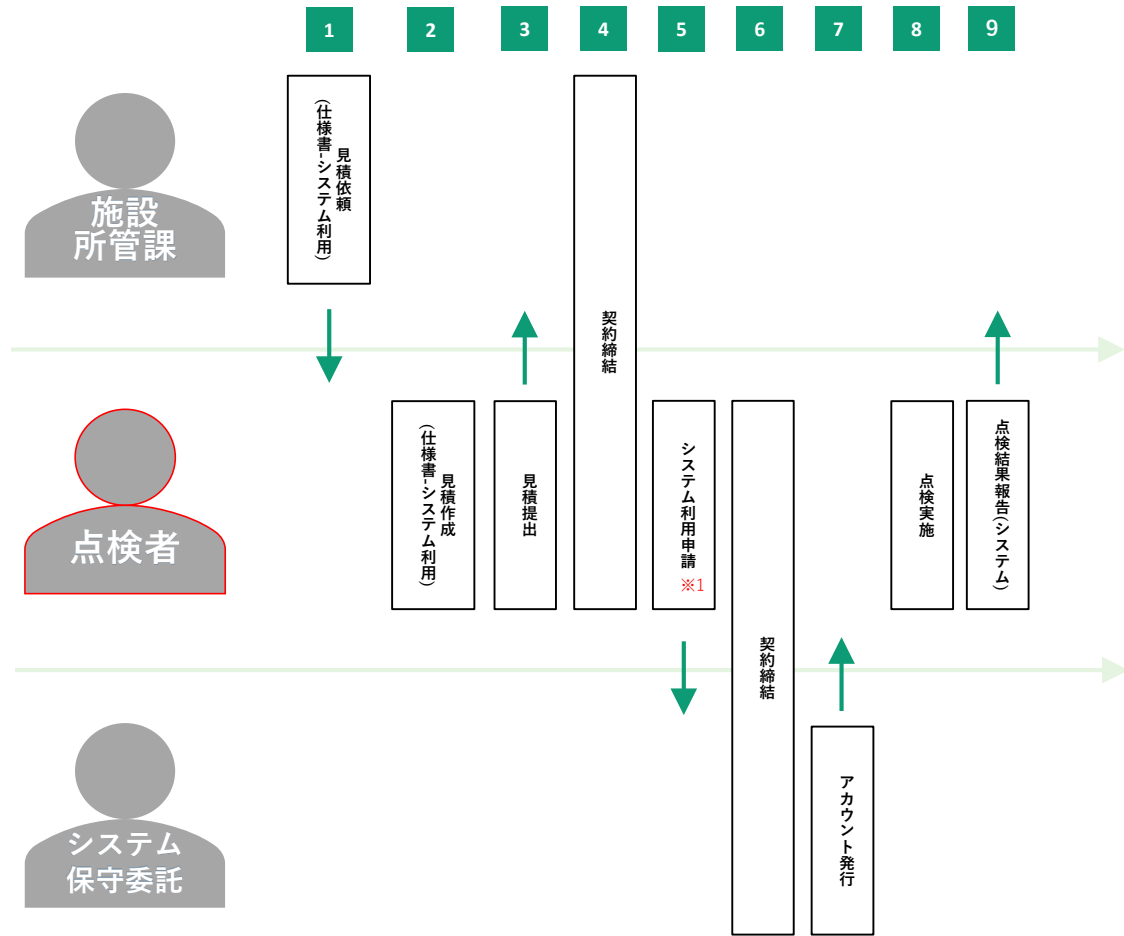 1
2
3
4
5
6
7
8
9
施設
所管課
見積依頼
(仕様書-システム利用)
契約締結
点検者
見積作成
(仕様書-システム利用)
見積提出
システム利用申請
※1
契約締結
点検実施
点検結果報告(システム)
システム
保守委託
アカウント発行